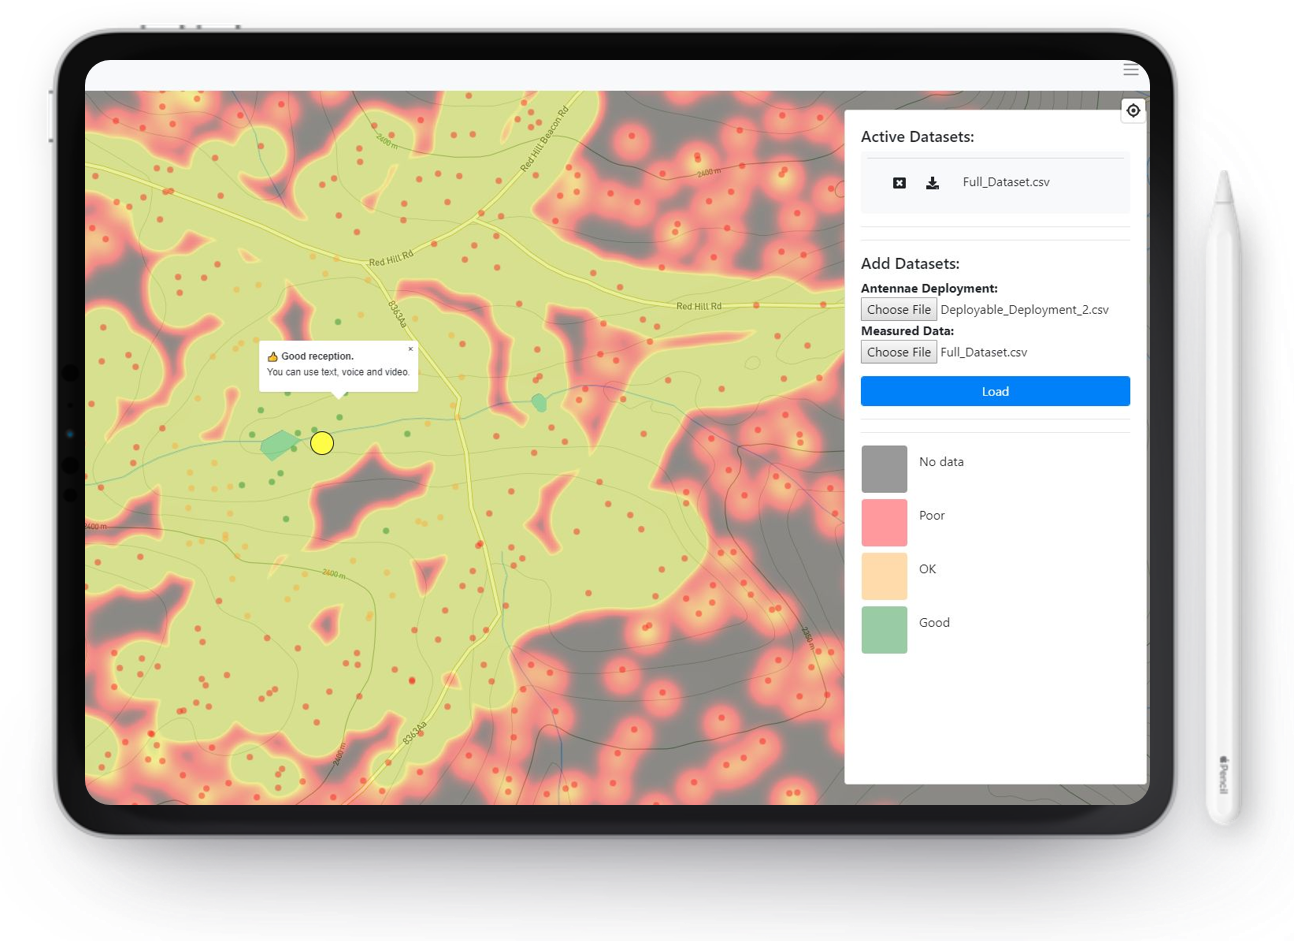 Red Hill Beacon Rd
2400 m
2400 m
Red Hill Rd
8363Aa
Red Hill Rd
👍 Good reception.
×
You can use text, voice and video.
2400 m
2400 m
2400 m
8363Aa
Active Datasets:
Full_Dataset.csv
Add Datasets:
Antennae Deployment:
Choose File Deployable_Deployment_2.csv
Measured Data:
Choose File Full_Dataset.csv
Load
No data
Poor
OK
Good
Pencil